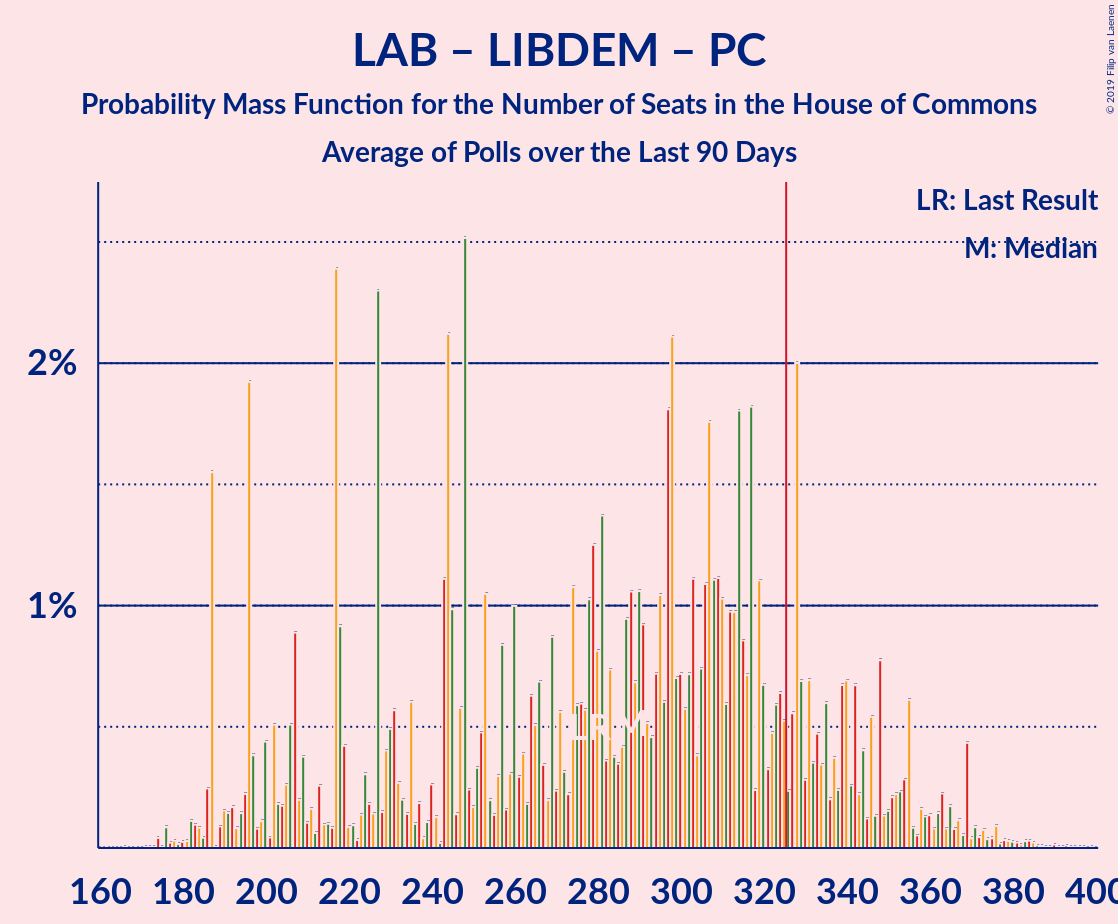 LAB – LIBDEM – PC
Probability Mass Function for the Number of Seats in the House of Commons
Average of Polls over the Last 90 Days
© 2019 Filip van Laenen
LR: Last Result
M: Median
2%
1%
LR
M
160 180 200 220 240 260 280 300 320 340 360 380 400